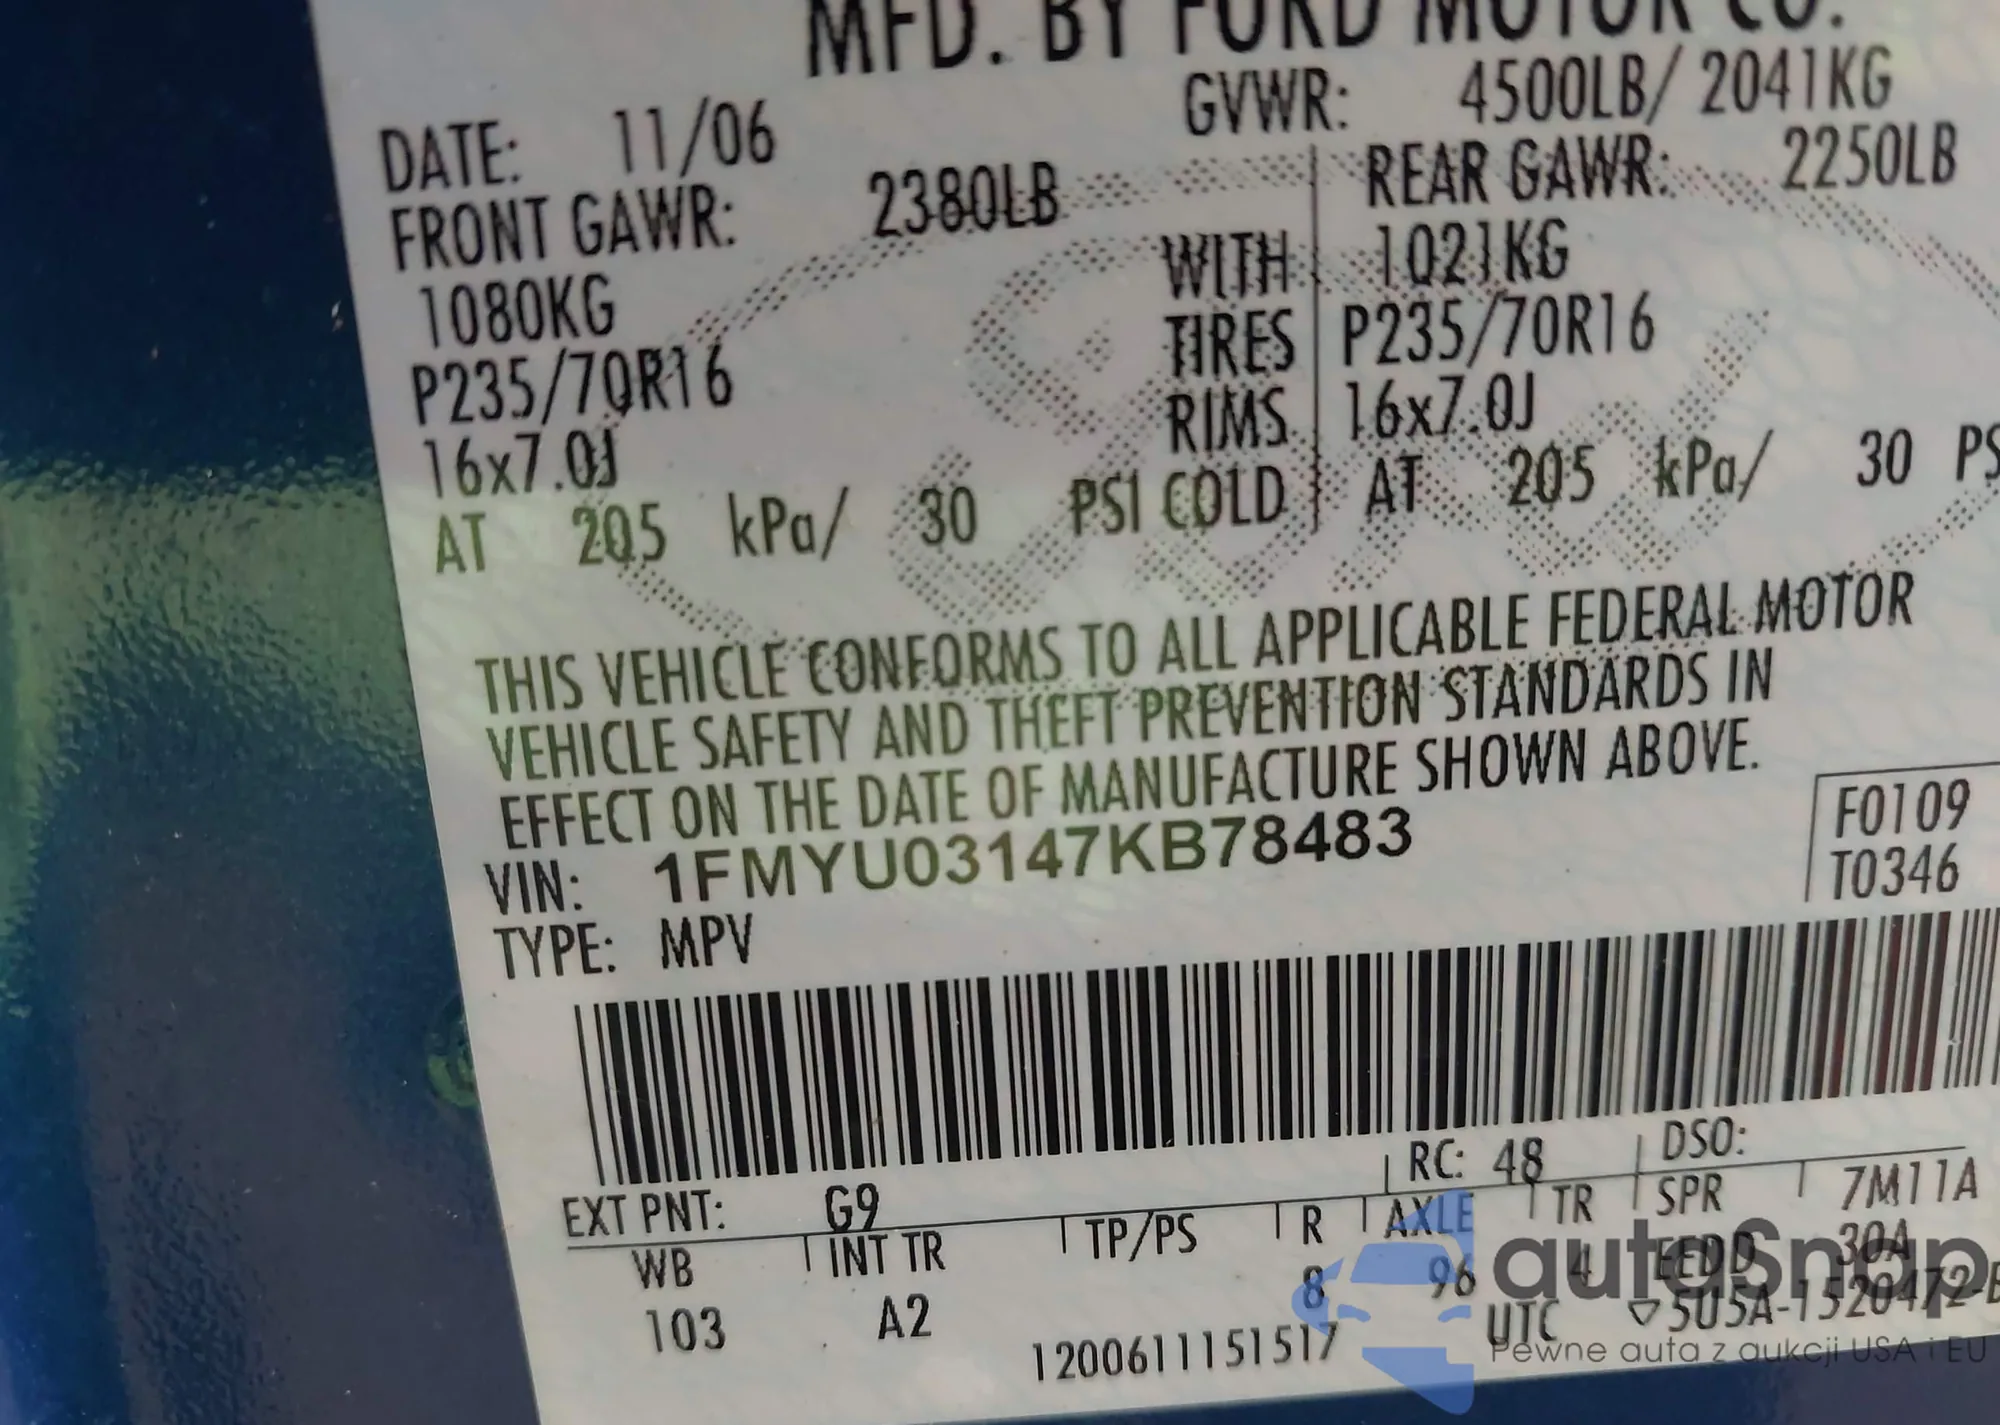 MFD. BY FORD MOTOR CO.
DATE: 11/06 GVWR: 4500LB/ 2041KG
FRONT GAWR: 2380LB REAR GAWR: 2250LB
1080KG WITH 1021KG
P235/70R16 TIRES P235/70R16
16x7.0J RIMS 16x7.0J
AT 205 kPa/ 30 PSI COLD AT 205 kPa/ 30 PS
THIS VEHICLE CONFORMS TO ALL APPLICABLE FEDERAL MOTOR
VEHICLE SAFETY AND THEFT PREVENTION STANDARDS IN
EFFECT ON THE DATE OF MANUFACTURE SHOWN ABOVE.
VIN: 1FMYU03147KB78483
F0109
T0346
TYPE: MPV
EXT PNT: G9 RC: 48 DSO:
WB INT TR TP/PS R AXLE TR SPR 7M11A
103 A2 8 96 4 EEDD 30A
1200611151517 UTC ▽5U5A-1520472-B
autaSnap
Pewne auta z aukcji USA i EU